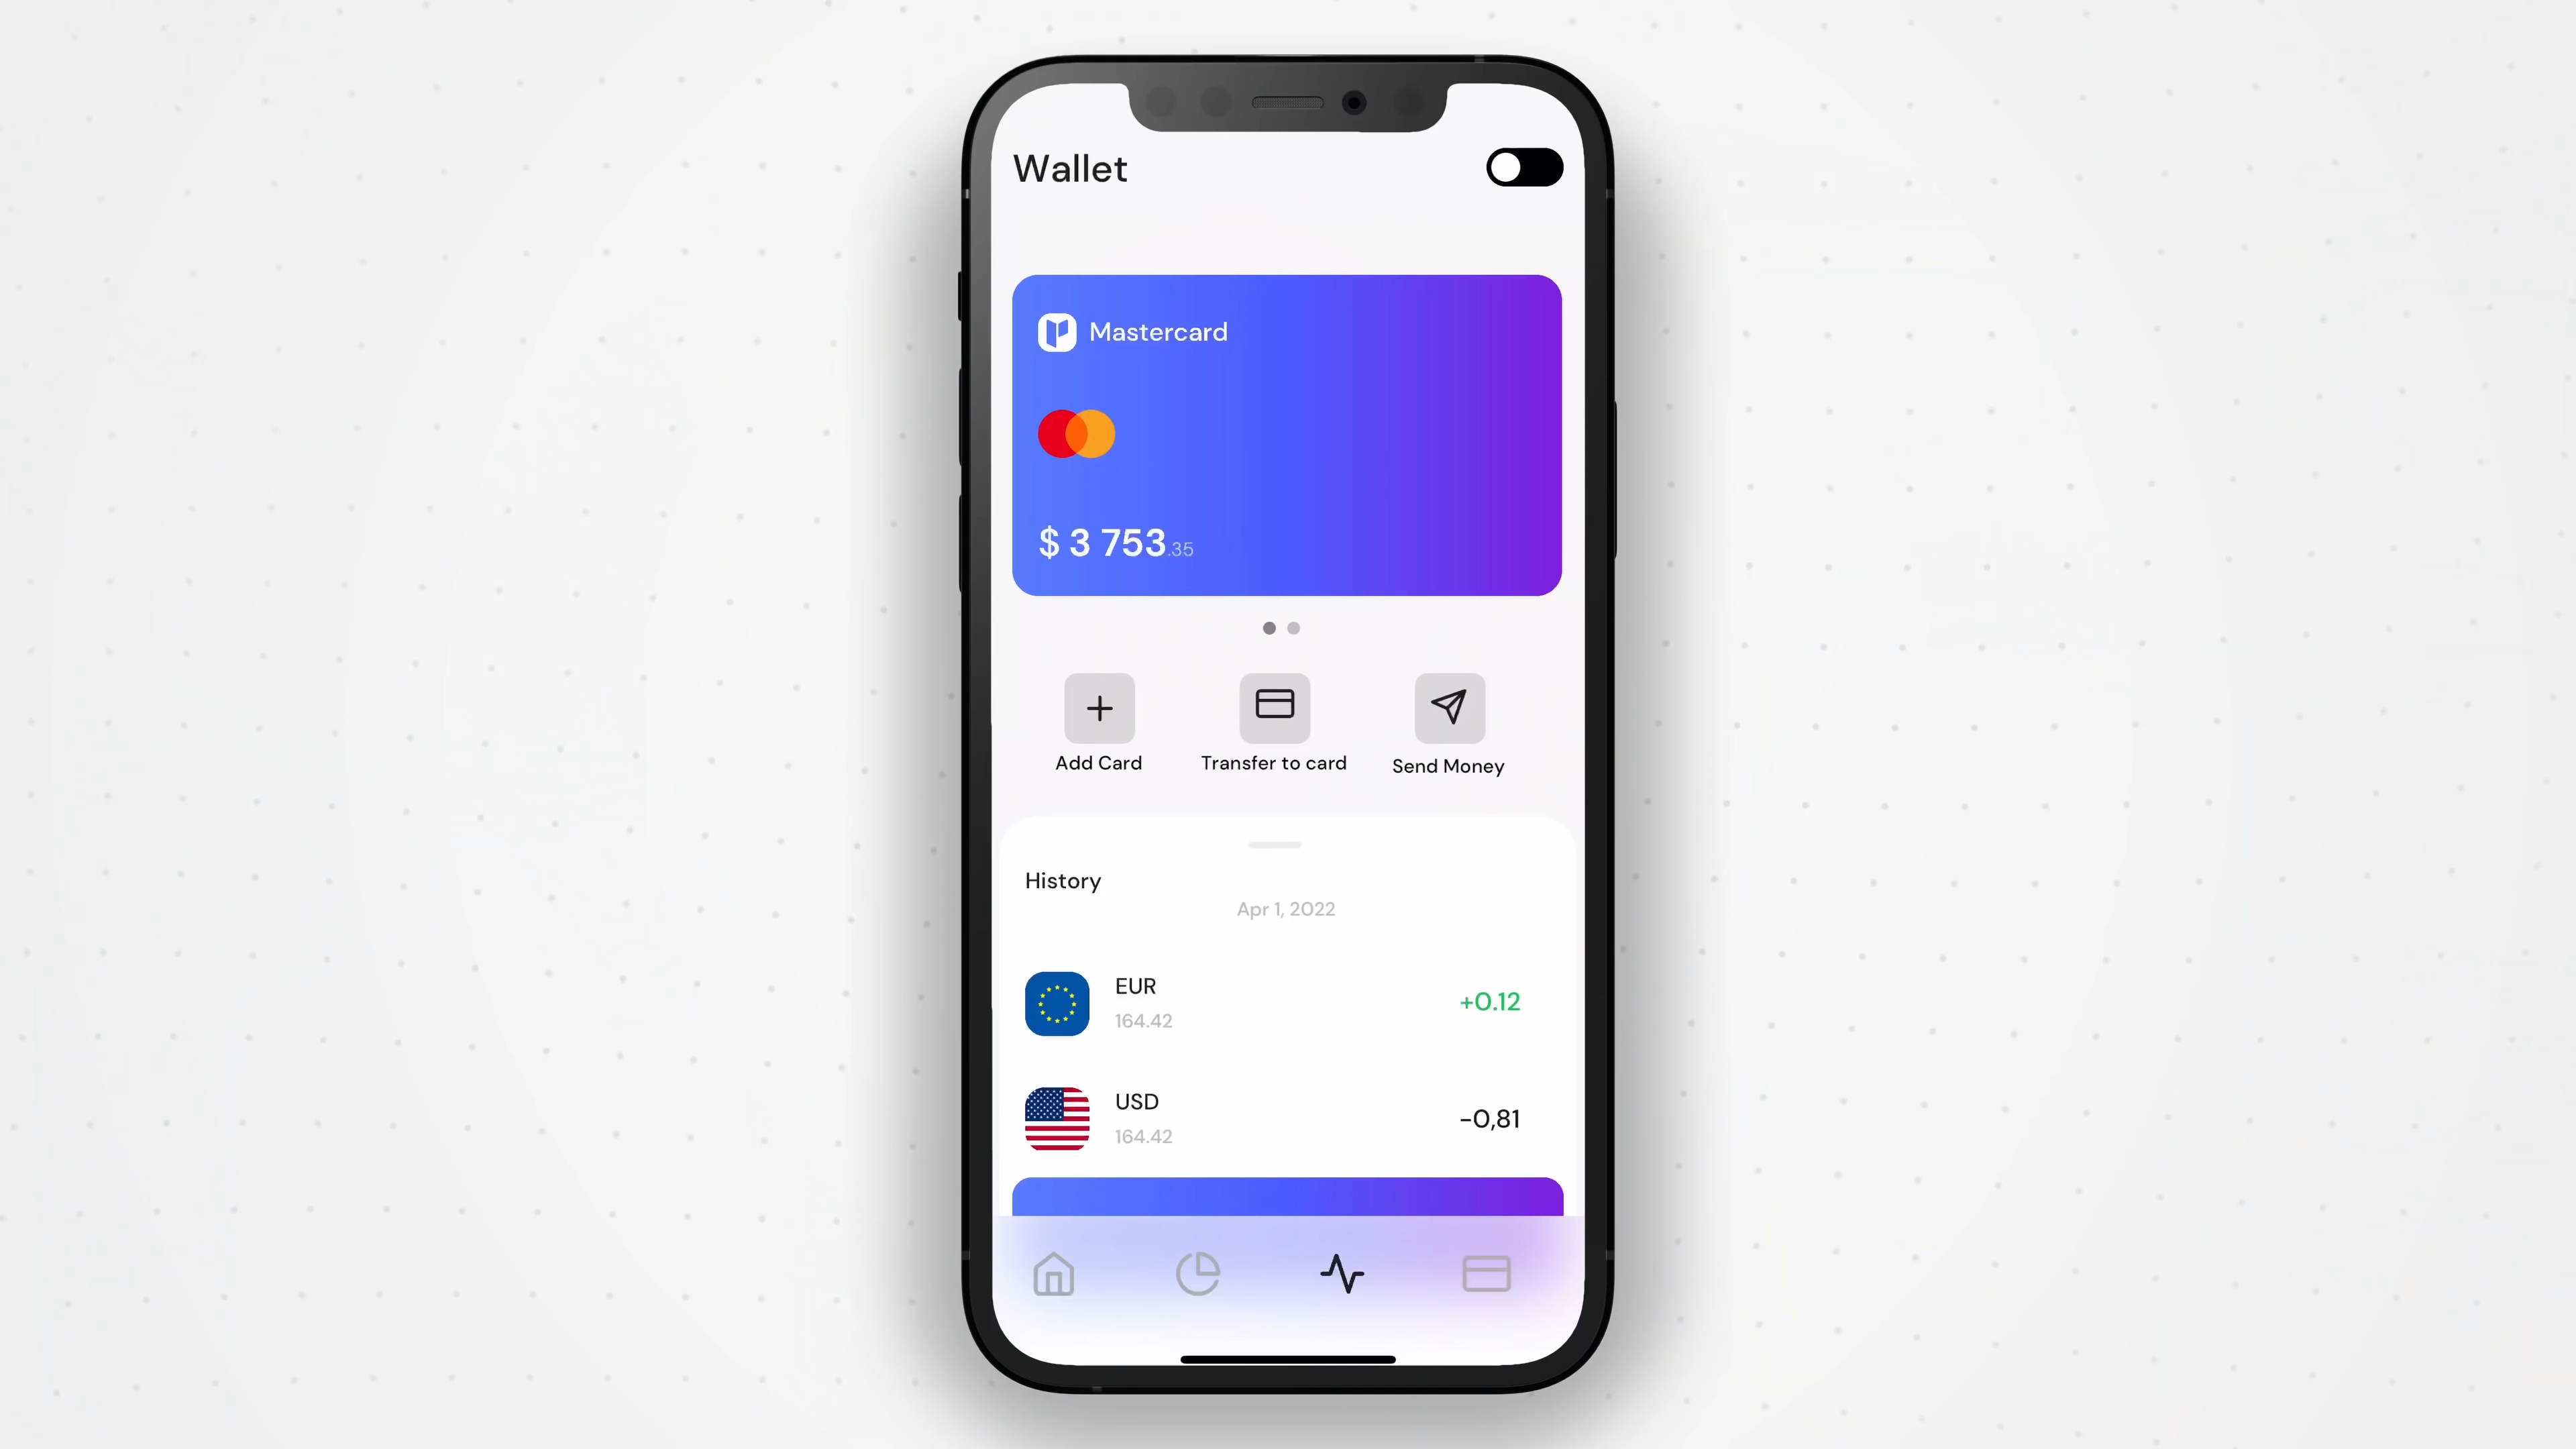 Wallet
Mastercard
$ 3 753.35
Add Card
Transfer to card
Send Money
History
Apr 1, 2022
EUR
164.42
+0.12
USD
164.42
-0,81